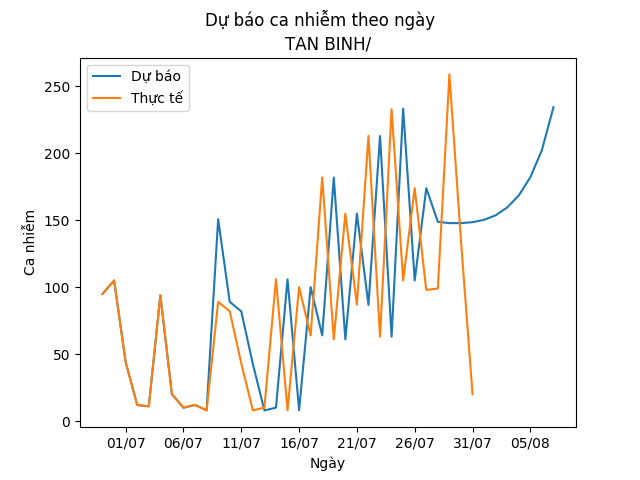 Dự báo ca nhiễm theo ngày
TAN BINH/
Dự báo
Thực tế
Ca nhiễm
250
200
150
100
50
0
01/07 06/07 11/07 16/07 21/07 26/07 31/07 05/08
Ngày